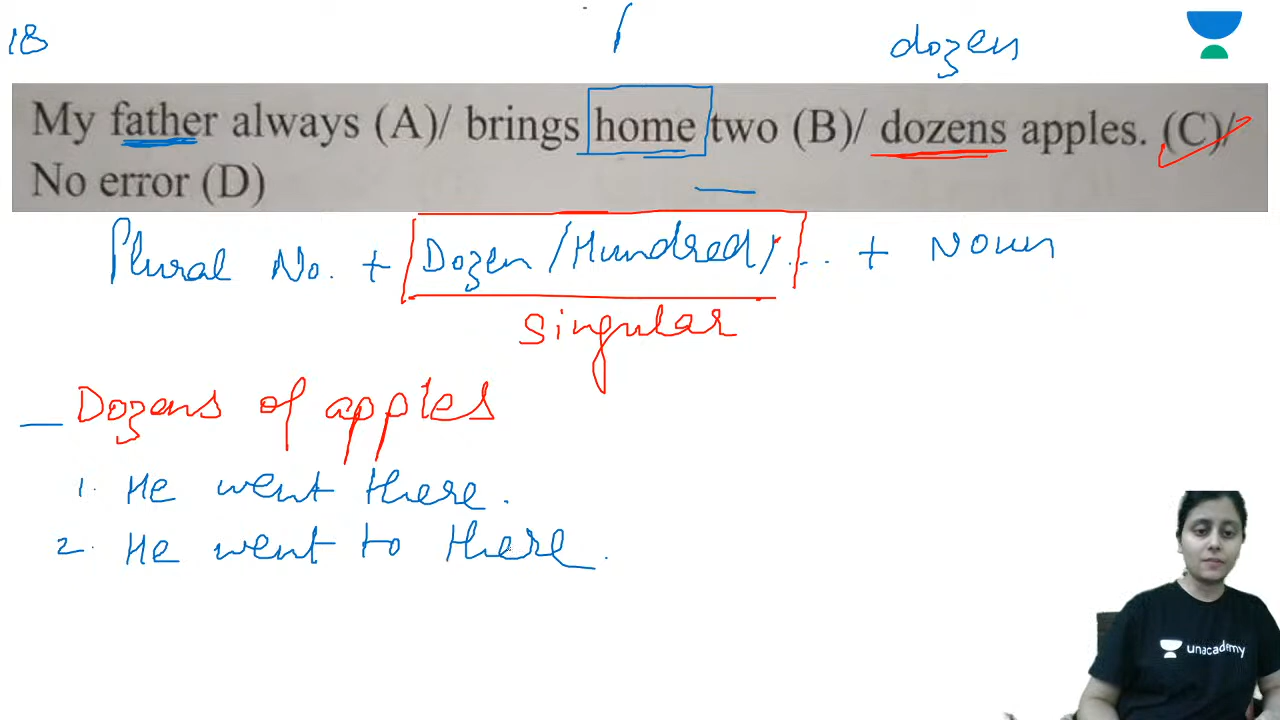 18 dozen
My father always (A)/ brings home two (B)/ dozens apples. (C)/
No error (D)
Plural No. + Dozen /Hundred/... + Noun
Singular
Dozens of apples
1. He went there.
2. He went to there.
unacademy